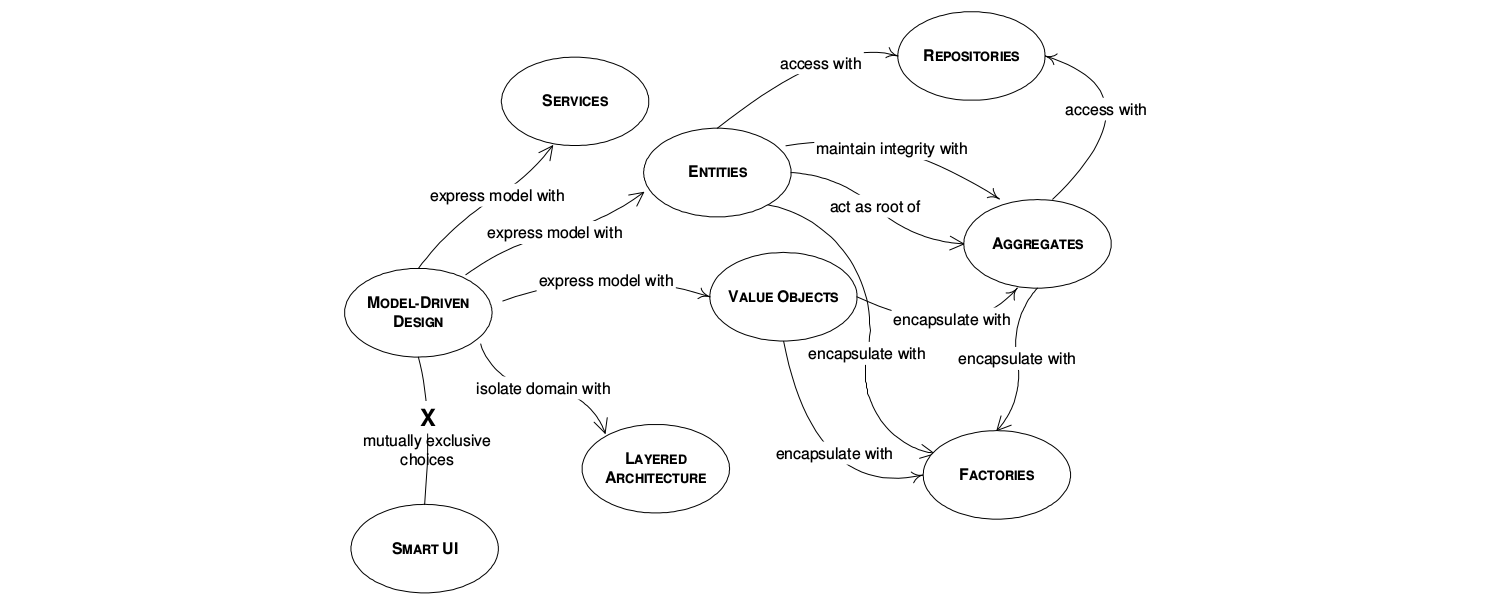 REPOSITORIES
access with
SERVICES
access with
maintain integrity with
ENTITIES
express model with
act as root of
express model with
AGGREGATES
express model with
VALUE OBJECTS
MODEL-DRIVEN
DESIGN
encapsulate with
encapsulate with
encapsulate with
isolate domain with
X
mutually exclusive
choices
encapsulate with
LAYERED
ARCHITECTURE
FACTORIES
SMART UI